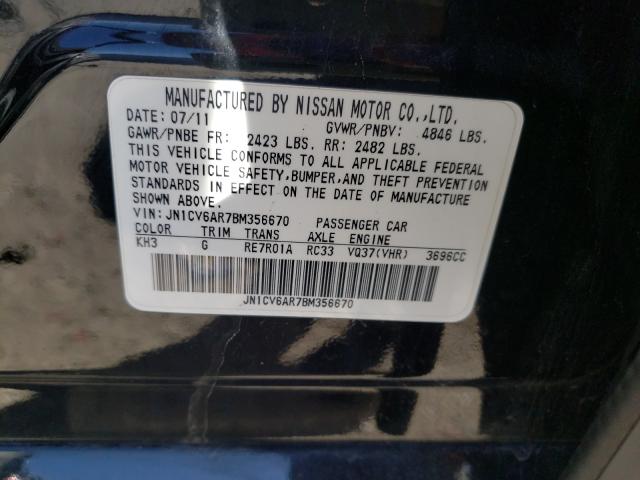 MANUFACTURED BY NISSAN MOTOR CO.,LTD.
DATE: 07/11 GVWR/PNBV: 4846 LBS.
GAWR/PNBE FR: 2423 LBS. RR: 2482 LBS.
THIS VEHICLE CONFORMS TO ALL APPLICABLE FEDERAL
MOTOR VEHICLE SAFETY,BUMPER,AND THEFT PREVENTION
STANDARDS IN EFFECT ON THE DATE OF MANUFACTURE
SHOWN ABOVE.
VIN: JN1CV6AR7BM356670 PASSENGER CAR
COLOR TRIM TRANS AXLE ENGINE
KH3 G RE7R01A RC33 VQ37(VHR) 3696CC
JN1CV6AR7BM356670